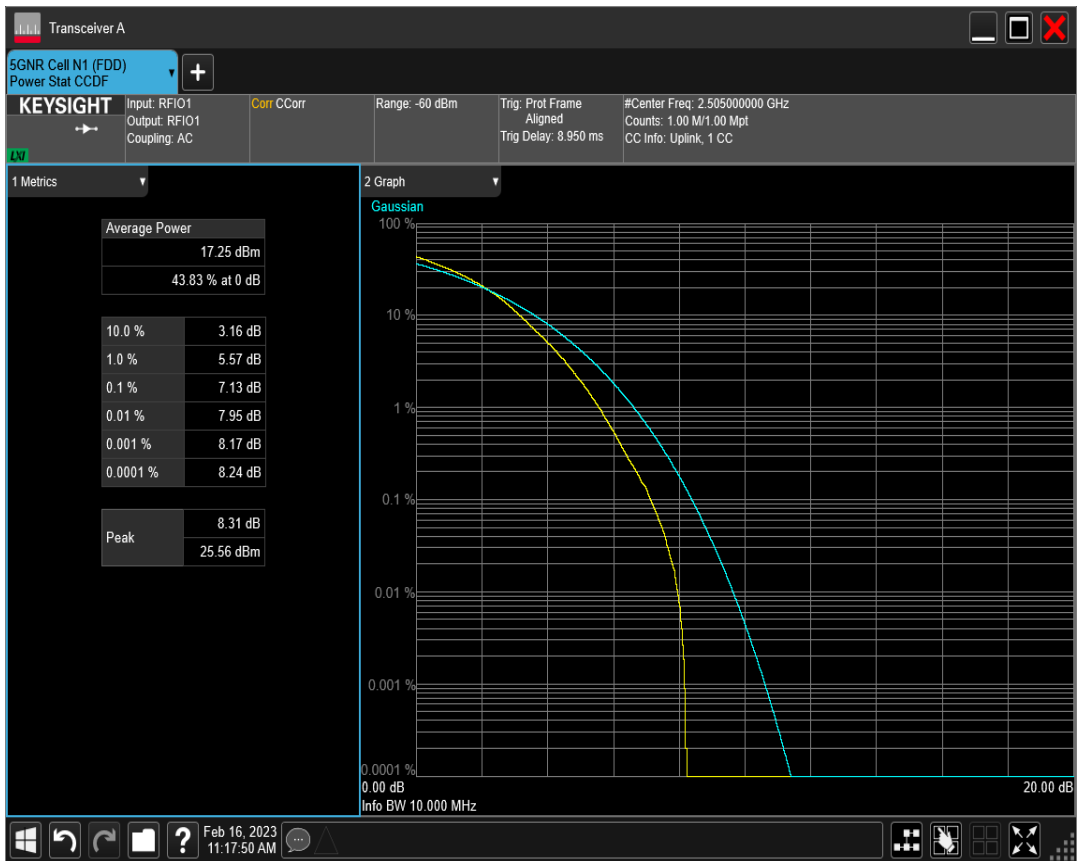 Transceiver A
5GNR Cell N1 (FDD)
Power Stat CCDF
+
KEYSIGHT
LXI
Input: RFIO1
Output: RFIO1
Coupling: AC
Corr CCorr
Range: -60 dBm
Trig: Prot Frame
Aligned
Trig Delay: 8.950 ms
#Center Freq: 2.505000000 GHz
Counts: 1.00 M/1.00 Mpt
CC Info: Uplink, 1 CC
1 Metrics
Average Power
17.25 dBm
43.83 % at 0 dB
10.0 % 3.16 dB
1.0 % 5.57 dB
0.1 % 7.13 dB
0.01 % 7.95 dB
0.001 % 8.17 dB
0.0001 % 8.24 dB
Peak
8.31 dB
25.56 dBm
2 Graph
Gaussian
100 %
10 %
1 %
0.1 %
0.01 %
0.001 %
0.0001 %
0.00 dB 20.00 dB
Info BW 10.000 MHz
?
Feb 16, 2023
11:17:50 AM